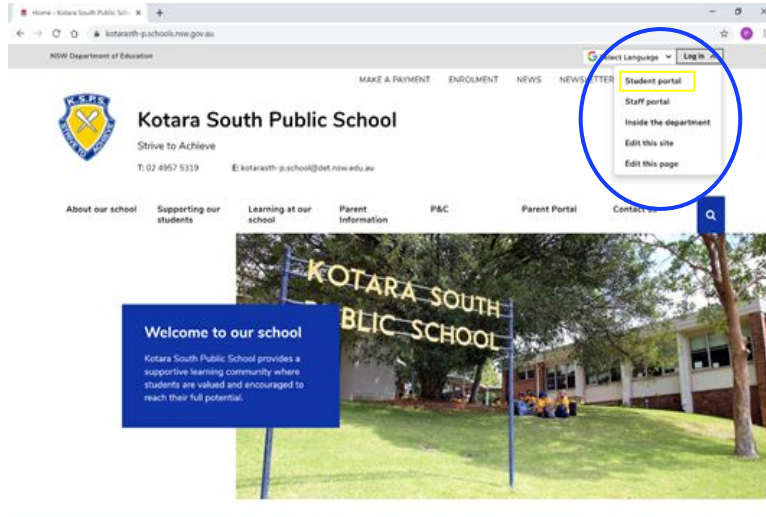 Home - Kotara South Public Sch
kotarasth-p.schools.nsw.gov.au
NSW Department of Education
Select Language
Log in
MAKE A PAYMENT ENROLMENT NEWS NEWSLETTER
Student portal
Staff portal
Inside the department
Edit this site
Edit this page
K.S.P.S.
STRIVE TO ACHIEVE
Kotara South Public School
Strive to Achieve
T: 02 4957 5319 E: kotarasth-p.school@det.nsw.edu.au
About our school
Supporting our
students
Learning at our
school
Parent
Information
P&C
Parent Portal
Contact us
KOTARA SOUTH
PUBLIC SCHOOL
Welcome to our school
Kotara South Public School provides a
supportive learning community where
students are valued and encouraged to
reach their full potential.